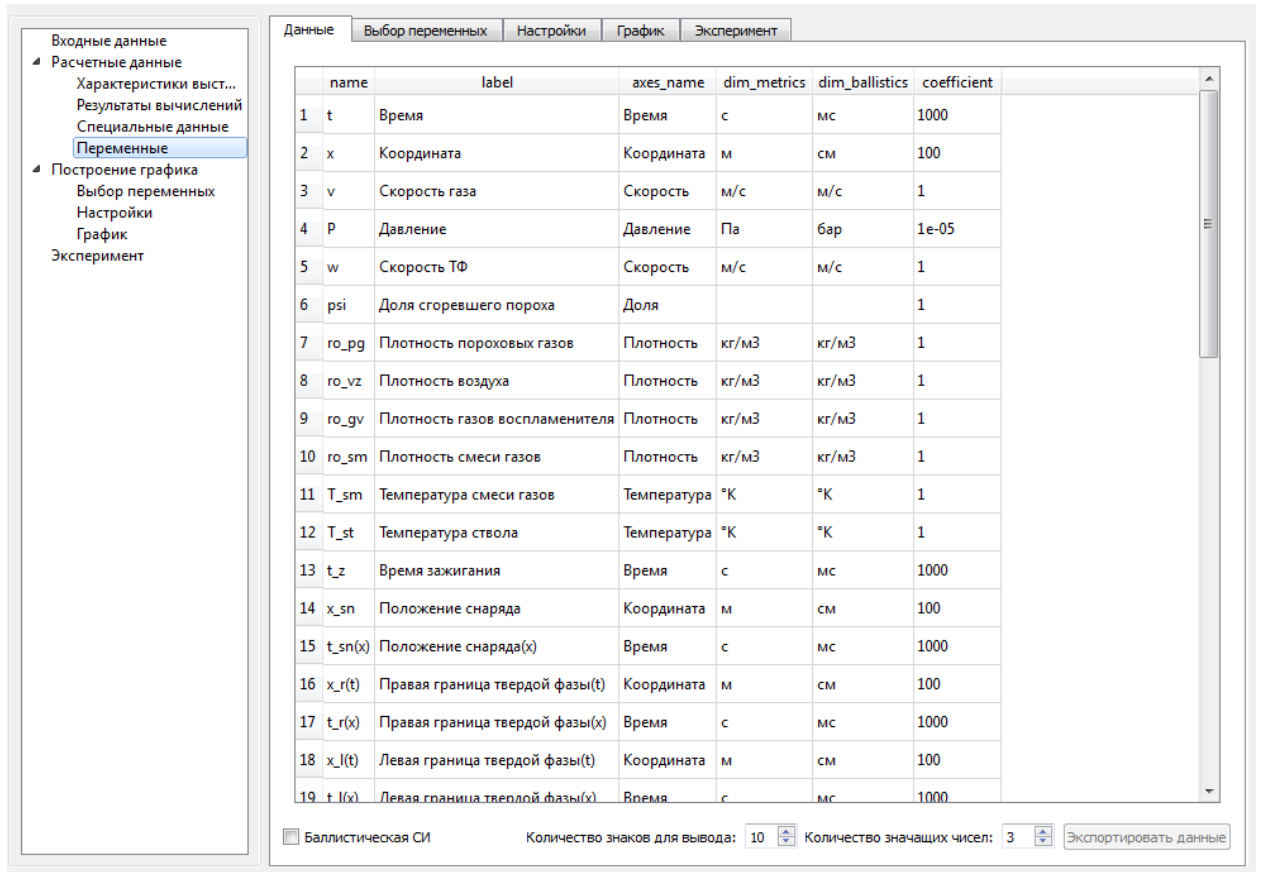 Входные данные
Расчетные данные
Характеристики выст...
Результаты вычислений
Специальные данные
Переменные
Построение графика
Выбор переменных
Настройки
График
Эксперимент
Данные Выбор переменных Настройки График Эксперимент
name label axes_name dim_metrics dim_ballistics coefficient
1 t Время Время с мс 1000
2 x Координата Координата м см 100
3 v Скорость газа Скорость м/с м/с 1
4 P Давление Давление Па бар 1e-05
5 w Скорость ТФ Скорость м/с м/с 1
6 psi Доля сгоревшего пороха Доля 1
7 ro_pg Плотность пороховых газов Плотность кг/м3 кг/м3 1
8 ro_vz Плотность воздуха Плотность кг/м3 кг/м3 1
9 ro_gv Плотность газов воспламенителя Плотность кг/м3 кг/м3 1
10 ro_sm Плотность смеси газов Плотность кг/м3 кг/м3 1
11 T_sm Температура смеси газов Температура °К °К 1
12 T_st Температура ствола Температура °К °К 1
13 t_z Время зажигания Время с мс 1000
14 x_sn Положение снаряда Координата м см 100
15 t_sn(x) Положение снаряда(x) Время с мс 1000
16 x_r(t) Правая граница твердой фазы(t) Координата м см 100
17 t_r(x) Правая граница твердой фазы(x) Время с мс 1000
18 x_l(t) Левая граница твердой фазы(t) Координата м см 100
19 t_l(x) Левая граница твердой фазы(x) Время с мс 1000
Баллистическая СИ Количество знаков для вывода: 10 Количество значащих чисел: 3 Экспортировать данные